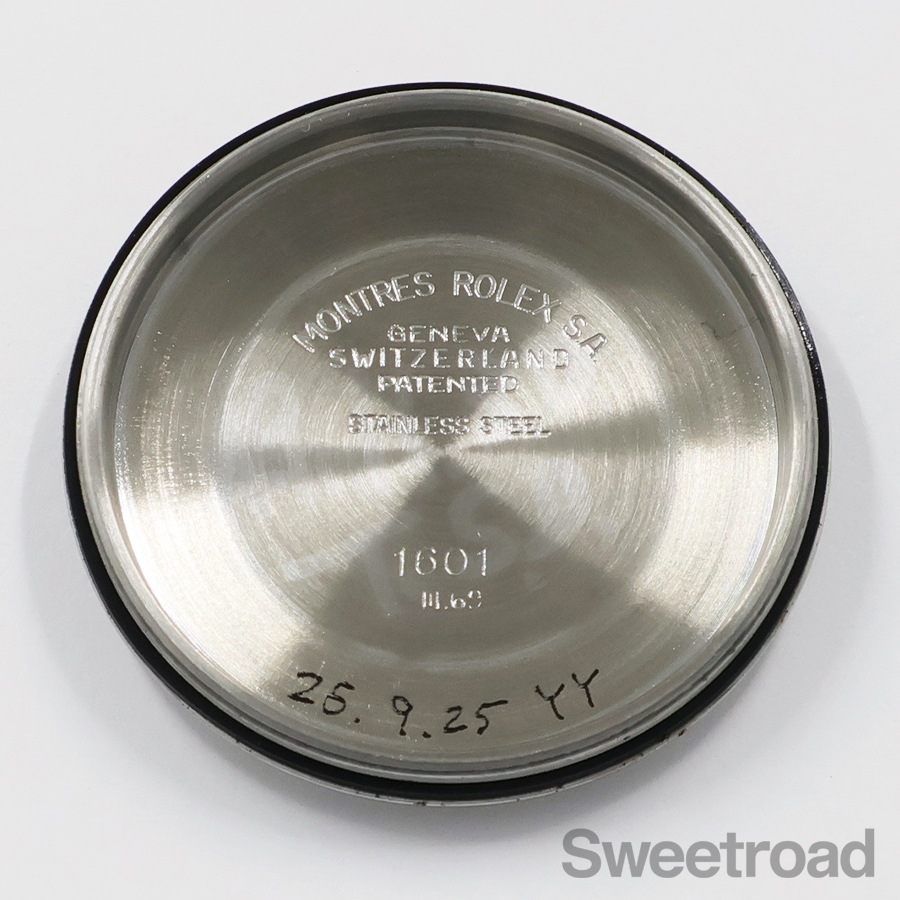 MONTRES ROLEX S.A.
GENEVA
SWITZERLAND
PATENTED
STAINLESS STEEL
1601
III.69
25.9.25 YY
Sweetroad